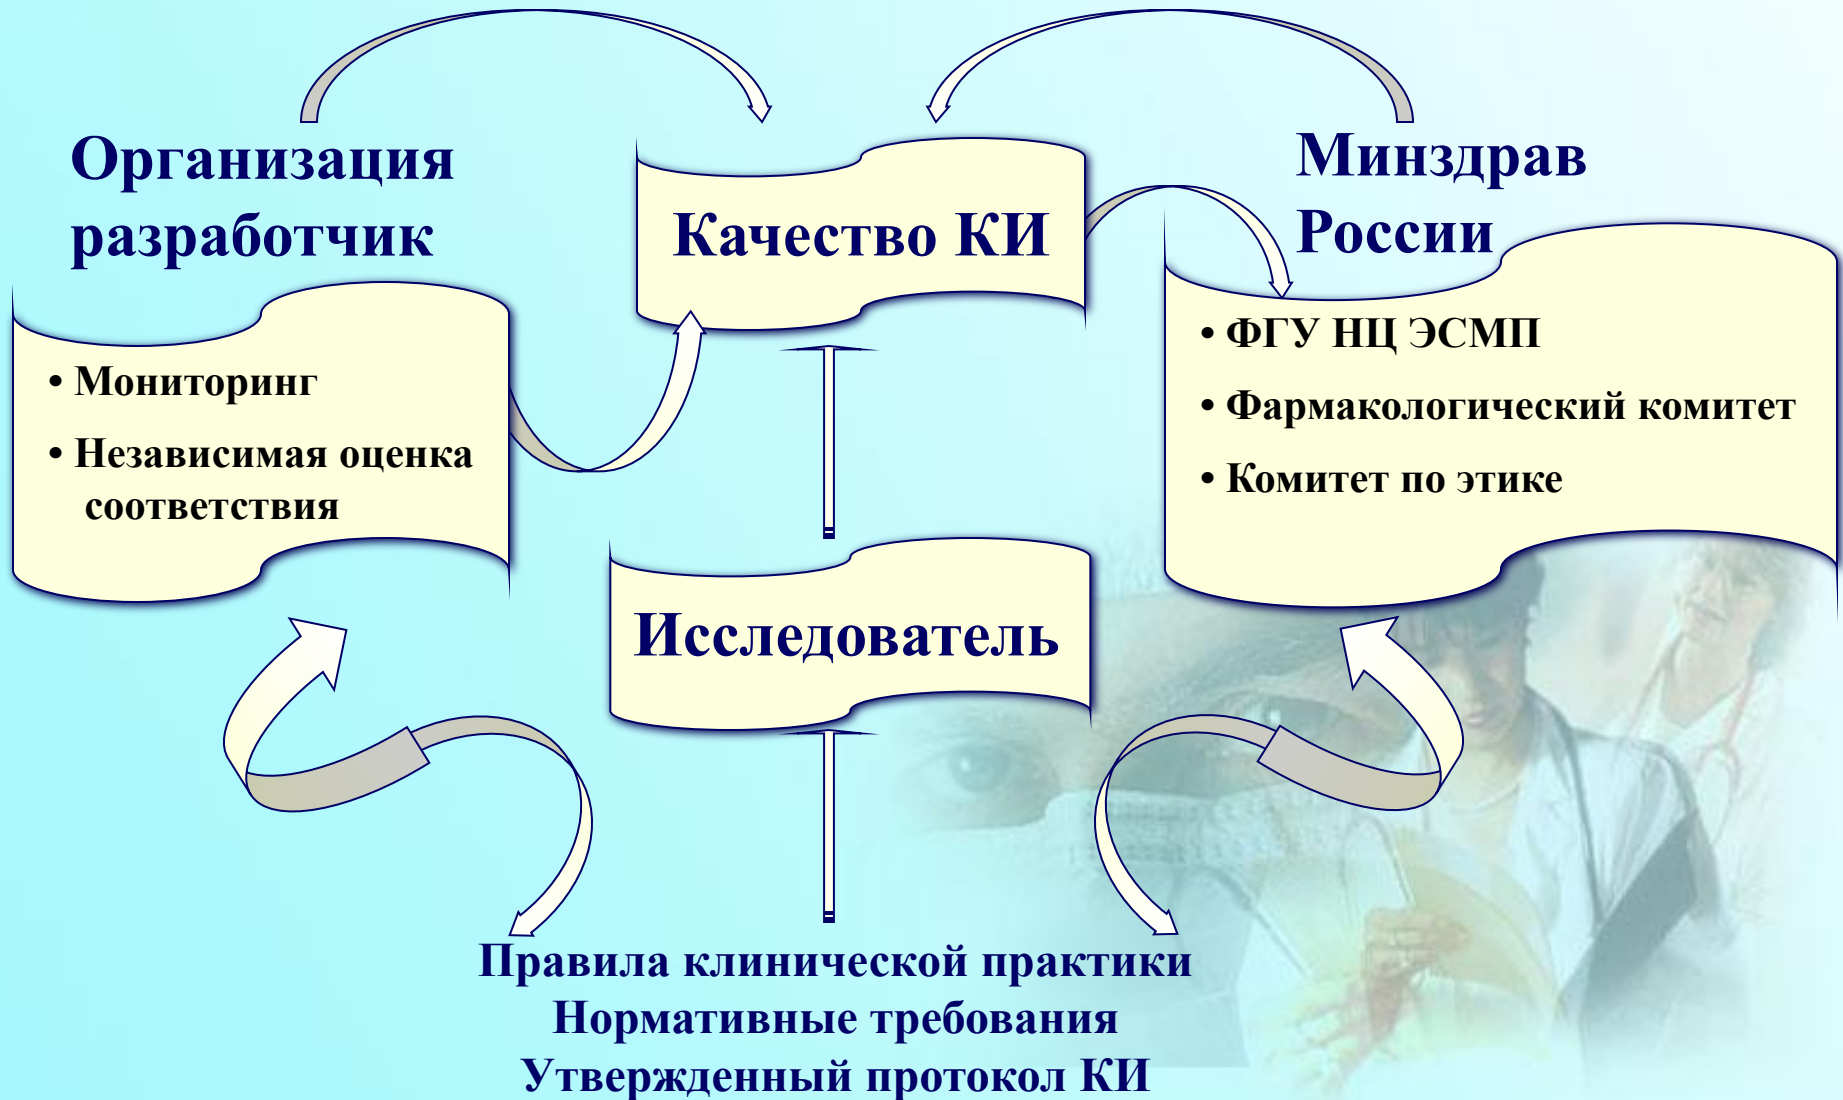 Организация
разработчик
Качество КИ
Минздрав
России
• Мониторинг
• Независимая оценка
соответствия
• ФГУ НЦ ЭСМП
• Фармакологический комитет
• Комитет по этике
Исследователь
Правила клинической практики
Нормативные требования
Утвержденный протокол КИ